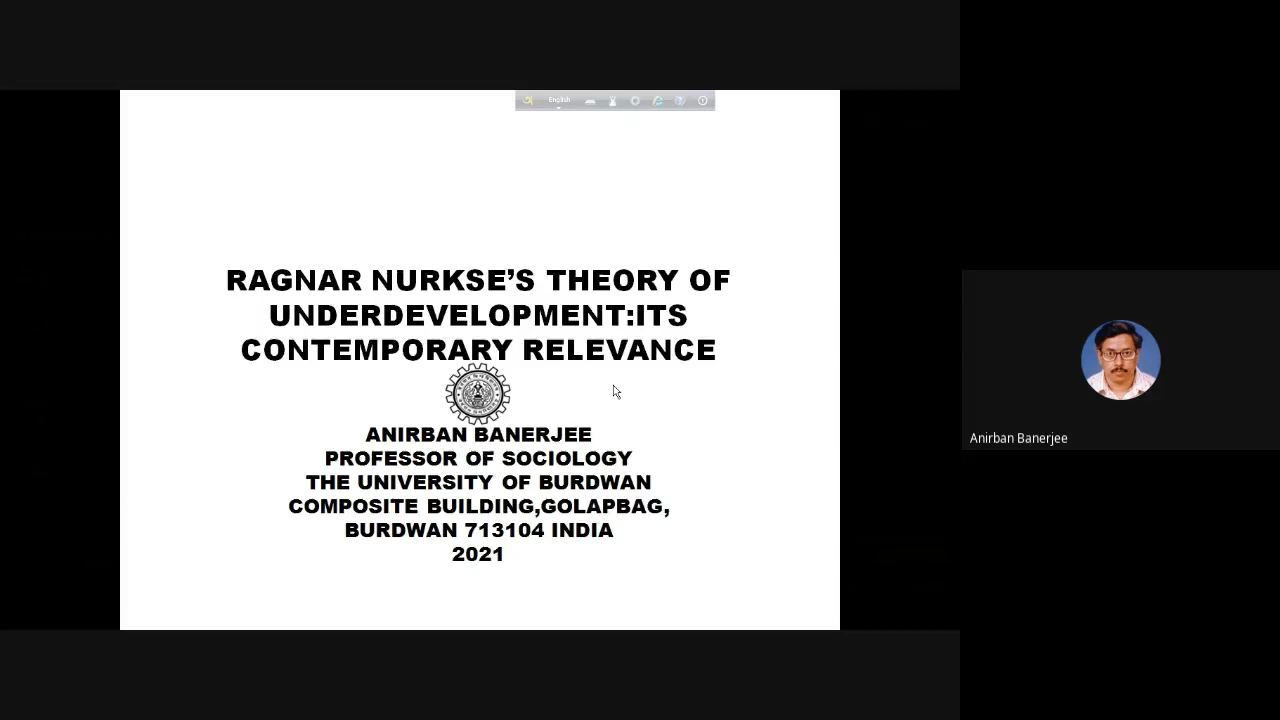 English
RAGNAR NURKSE’S THEORY OF
UNDERDEVELOPMENT:ITS
CONTEMPORARY RELEVANCE
ANIRBAN BANERJEE
PROFESSOR OF SOCIOLOGY
THE UNIVERSITY OF BURDWAN
COMPOSITE BUILDING,GOLAPBAG,
BURDWAN 713104 INDIA
2021
Anirban Banerjee